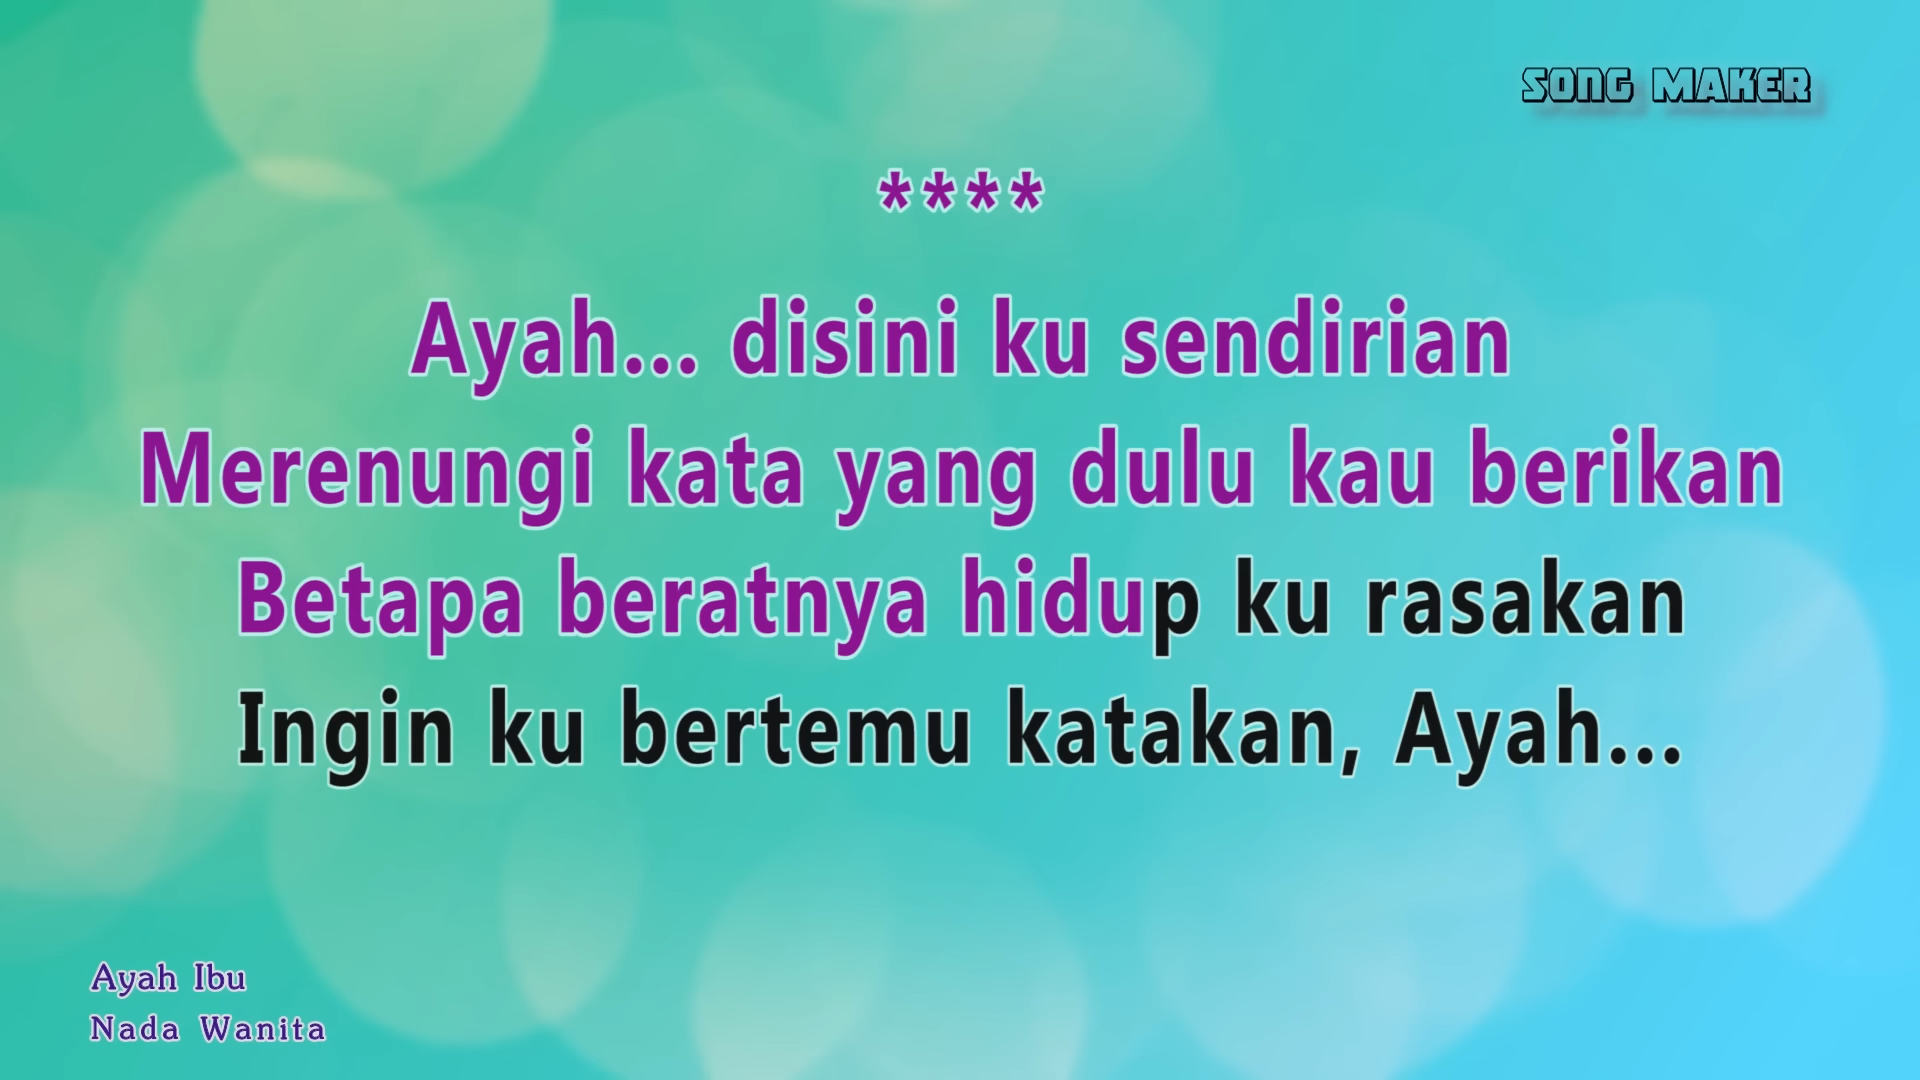 SONG MAKER
****
Ayah... disini ku sendirian
Merenungi kata yang dulu kau berikan
Betapa beratnya hidup ku rasakan
Ingin ku bertemu katakan, Ayah...
Ayah Ibu
Nada Wanita